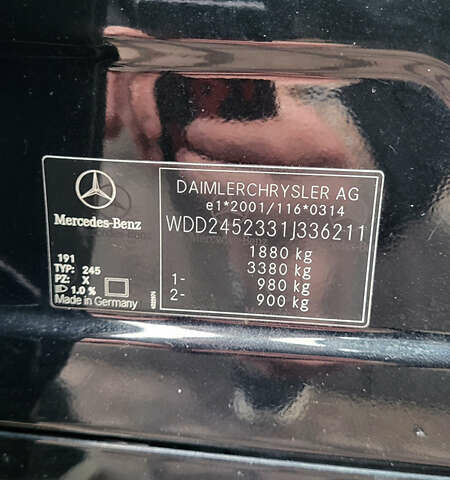 DAIMLERCHRYSLER AG
e1*2001/116*0314
WDD2452331J336211
1880 kg
3380 kg
1- 980 kg
2- 900 kg
Mercedes-Benz
191
TYP: 245
PZ: X
1.0 %
Made in Germany